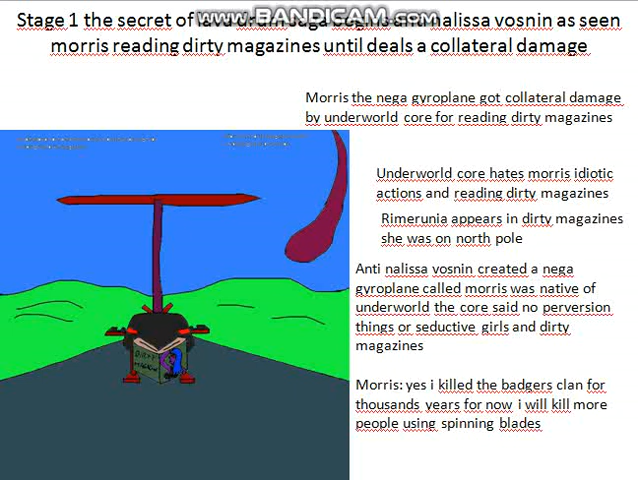 www.BANDICAM.com
Stage 1 the secret of lava drum saga begins anti nalissa vosnin as seen
morris reading dirty magazines until deals a collateral damage
Morris the nega gyroplane got collateral damage
by underworld core for reading dirty magazines
Underworld core hates morris idiotic
actions and reading dirty magazines
Rimerunia appears in dirty magazines
she was on north pole
Anti nalissa vosnin created a nega
gyroplane called morris was native of
underworld the core said no perversion
things or seductive girls and dirty
magazines
Morris: yes i killed the badgers clan for
thousands years for now i will kill more
people using spinning blades